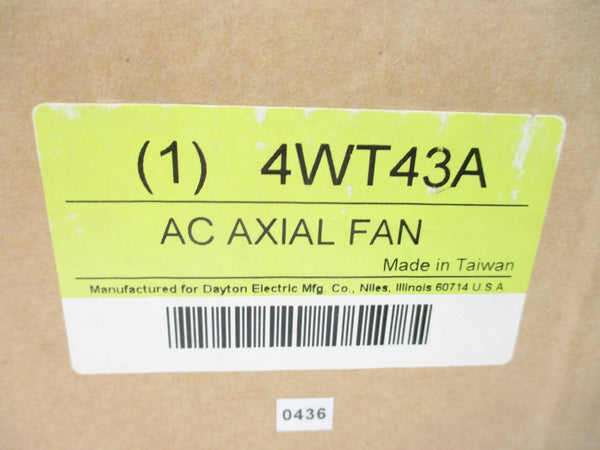 (1) 4WT43A
AC AXIAL FAN
Made in Taiwan
Manufactured for Dayton Electric Mfg. Co., Niles, Illinois 60714 U.S.A.
0436